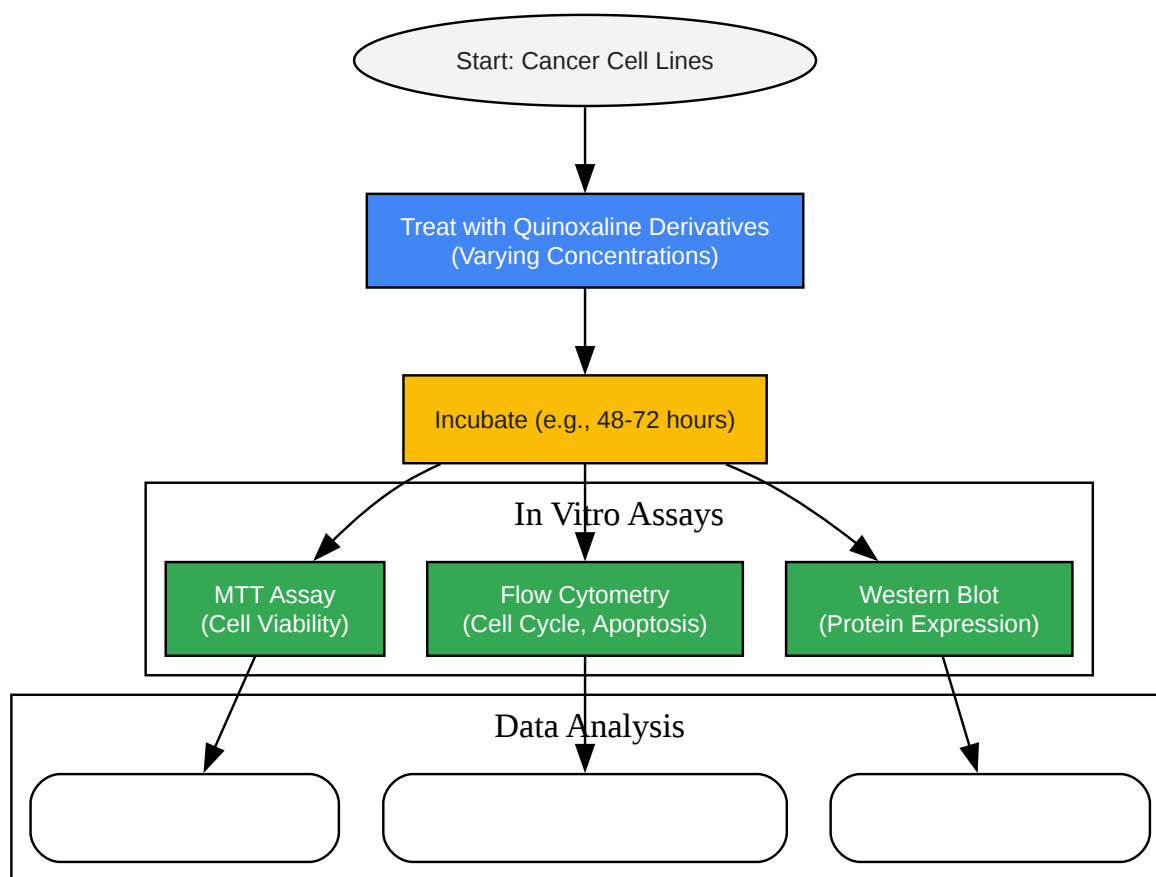 Start: Cancer Cell Lines
Treat with Quinoxaline Derivatives
(Varying Concentrations)
Incubate (e.g., 48-72 hours)
In Vitro Assays
MTT Assay
(Cell Viability)
Flow Cytometry
(Cell Cycle, Apoptosis)
Western Blot
(Protein Expression)
Data Analysis